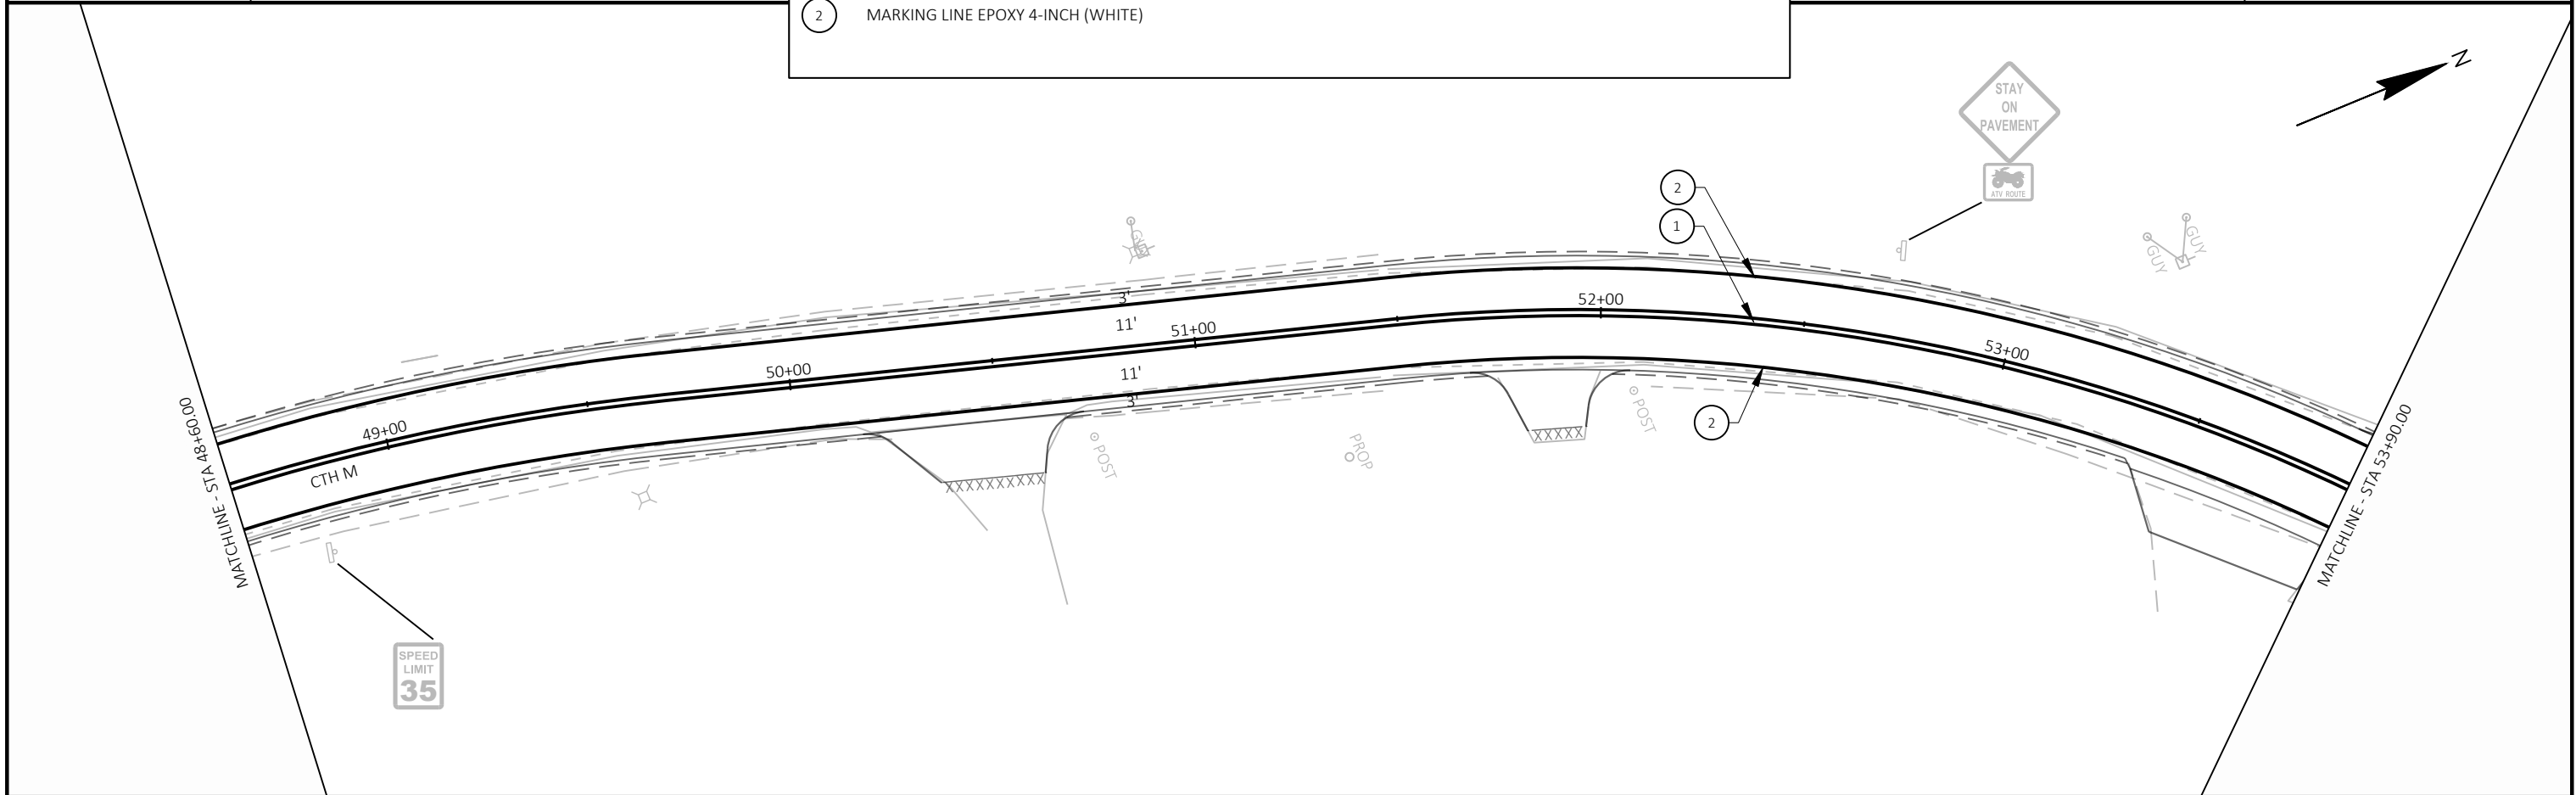 2 MARKING LINE EPOXY 4-INCH (WHITE)
N
STAY
ON
PAVEMENT
ATV ROUTE
2
1
GUY
GUY
GUY
3'
11'
52+00
51+00
53+00
50+00
11'
3'
49+00
CTH M
2
POST
POST
PROP
MATCHLINE - STA 48+60.00
MATCHLINE - STA 53+90.00
SPEED
LIMIT
35
XXXXXXXXXX
XXXXX